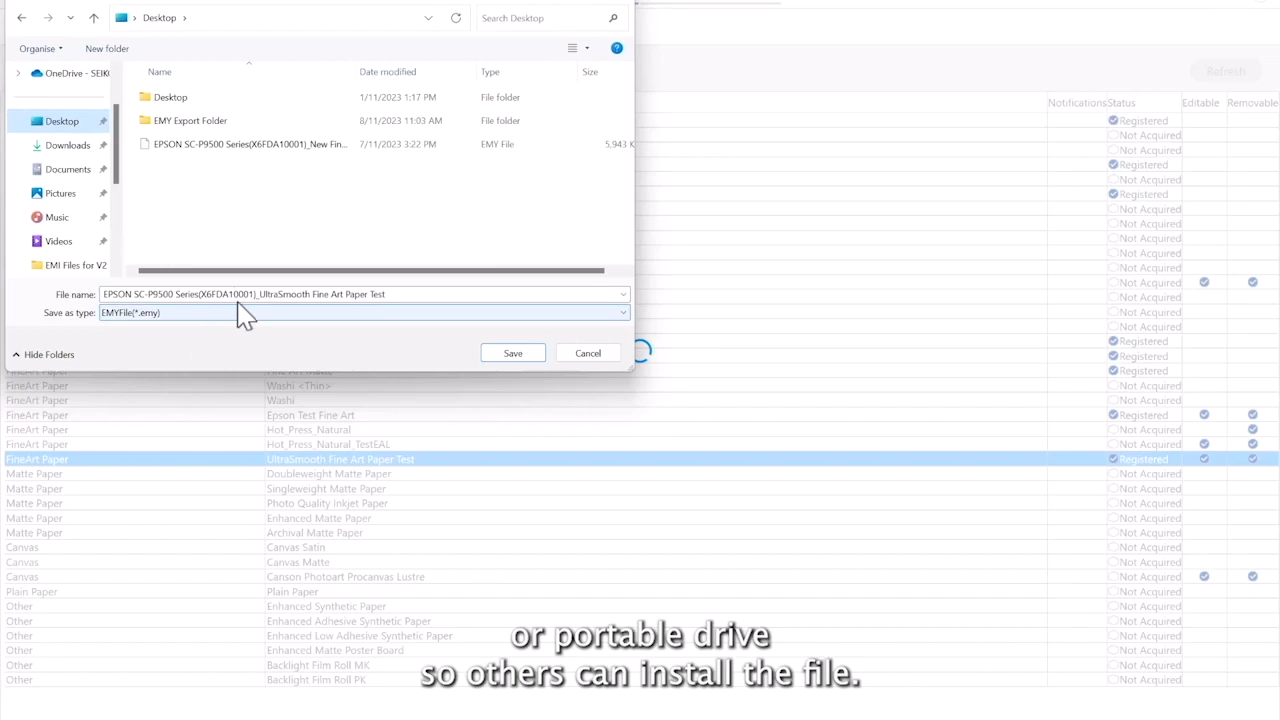 Desktop
Search Desktop
Organise
New folder
Refresh
OneDrive - SEIK
Desktop
Downloads
Documents
Pictures
Music
Videos
EMI Files for V2
Name
Date modified
Type
Size
Desktop
1/11/2023 1:17 PM
File folder
EMY Export Folder
8/11/2023 11:03 AM
File folder
EPSON SC-P9500 Series(X6FDA10001)_New Fin...
7/11/2023 3:22 PM
EMY File
5,943 K
File name:
EPSON SC-P9500 Series(X6FDA10001)_UltraSmooth Fine Art Paper Test
Save as type:
EMYFile(*.emy)
Hide Folders
Save
Cancel
Notifications
Status
Editable
Removable
Registered
Not Acquired
Not Acquired
Registered
Not Acquired
Registered
Not Acquired
Not Acquired
Not Acquired
Not Acquired
Not Acquired
Not Acquired
Not Acquired
Not Acquired
Not Acquired
Registered
Registered
FineArt Paper Fine Art Matte Registered
FineArt Paper Washi <Thin> Not Acquired
FineArt Paper Washi Not Acquired
FineArt Paper Epson Test Fine Art Registered
FineArt Paper Hot_Press_Natural Not Acquired
FineArt Paper Hot_Press_Natural_TestEAL Not Acquired
FineArt Paper UltraSmooth Fine Art Paper Test Registered
Matte Paper Doubleweight Matte Paper Not Acquired
Matte Paper Singleweight Matte Paper Not Acquired
Matte Paper Photo Quality Inkjet Paper Not Acquired
Matte Paper Enhanced Matte Paper Not Acquired
Matte Paper Archival Matte Paper Not Acquired
Canvas Canvas Satin Not Acquired
Canvas Canvas Matte Not Acquired
Canvas Canson Photoart Procanvas Lustre Not Acquired
Plain Paper Plain Paper Not Acquired
Other Enhanced Synthetic Paper Not Acquired
Other Enhanced Adhesive Synthetic Paper Not Acquired
Other Enhanced Low Adhesive Synthetic Paper Not Acquired
Other Enhanced Matte Poster Board Not Acquired
Other Backlight Film Roll MK Not Acquired
Other Backlight Film Roll PK Not Acquired
or portable drive
so others can install the file.